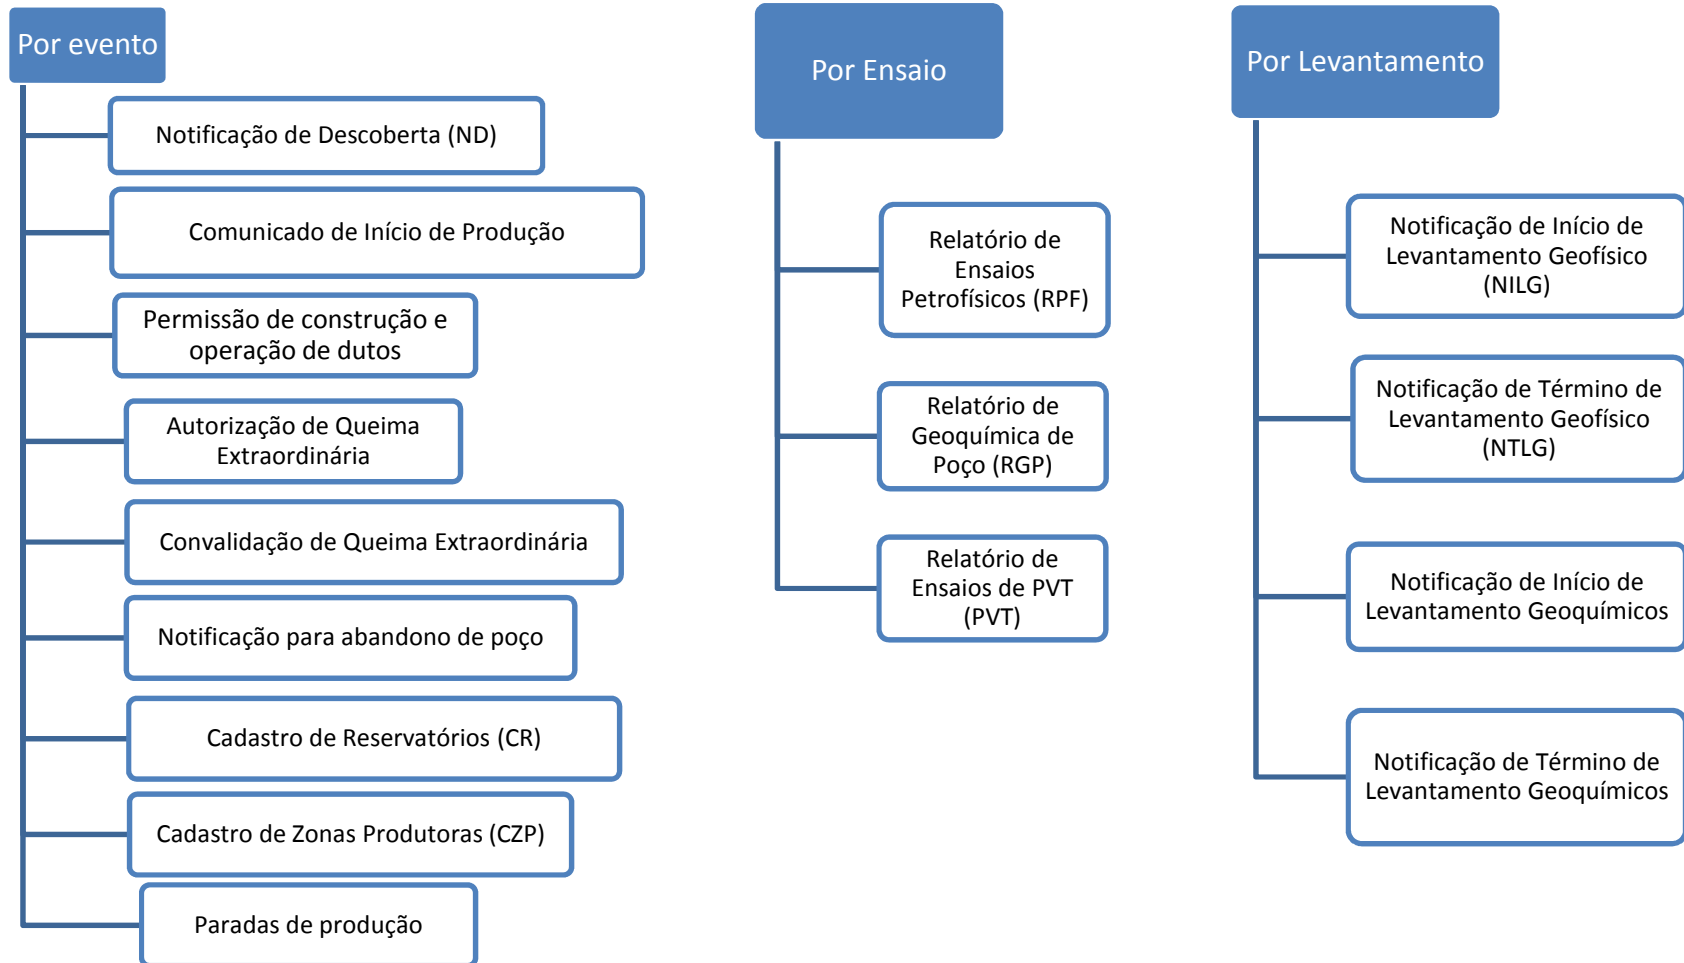 Por evento
Notificação de Descoberta (ND)
Comunicado de Início de Produção
Permissão de construção e
operação de dutos
Autorização de Queima
Extraordinária
Convalidação de Queima Extraordinária
Notificação para abandono de poço
Cadastro de Reservatórios (CR)
Cadastro de Zonas Produtoras (CZP)
Paradas de produção
Por Ensaio
Relatório de
Ensaios
Petrofísicos (RPF)
Relatório de
Geoquímica de
Poço (RGP)
Relatório de
Ensaios de PVT
(PVT)
Por Levantamento
Notificação de Início de
Levantamento Geofísico
(NILG)
Notificação de Término de
Levantamento Geofísico
(NTLG)
Notificação de Início de
Levantamento Geoquímicos
Notificação de Término de
Levantamento Geoquímicos